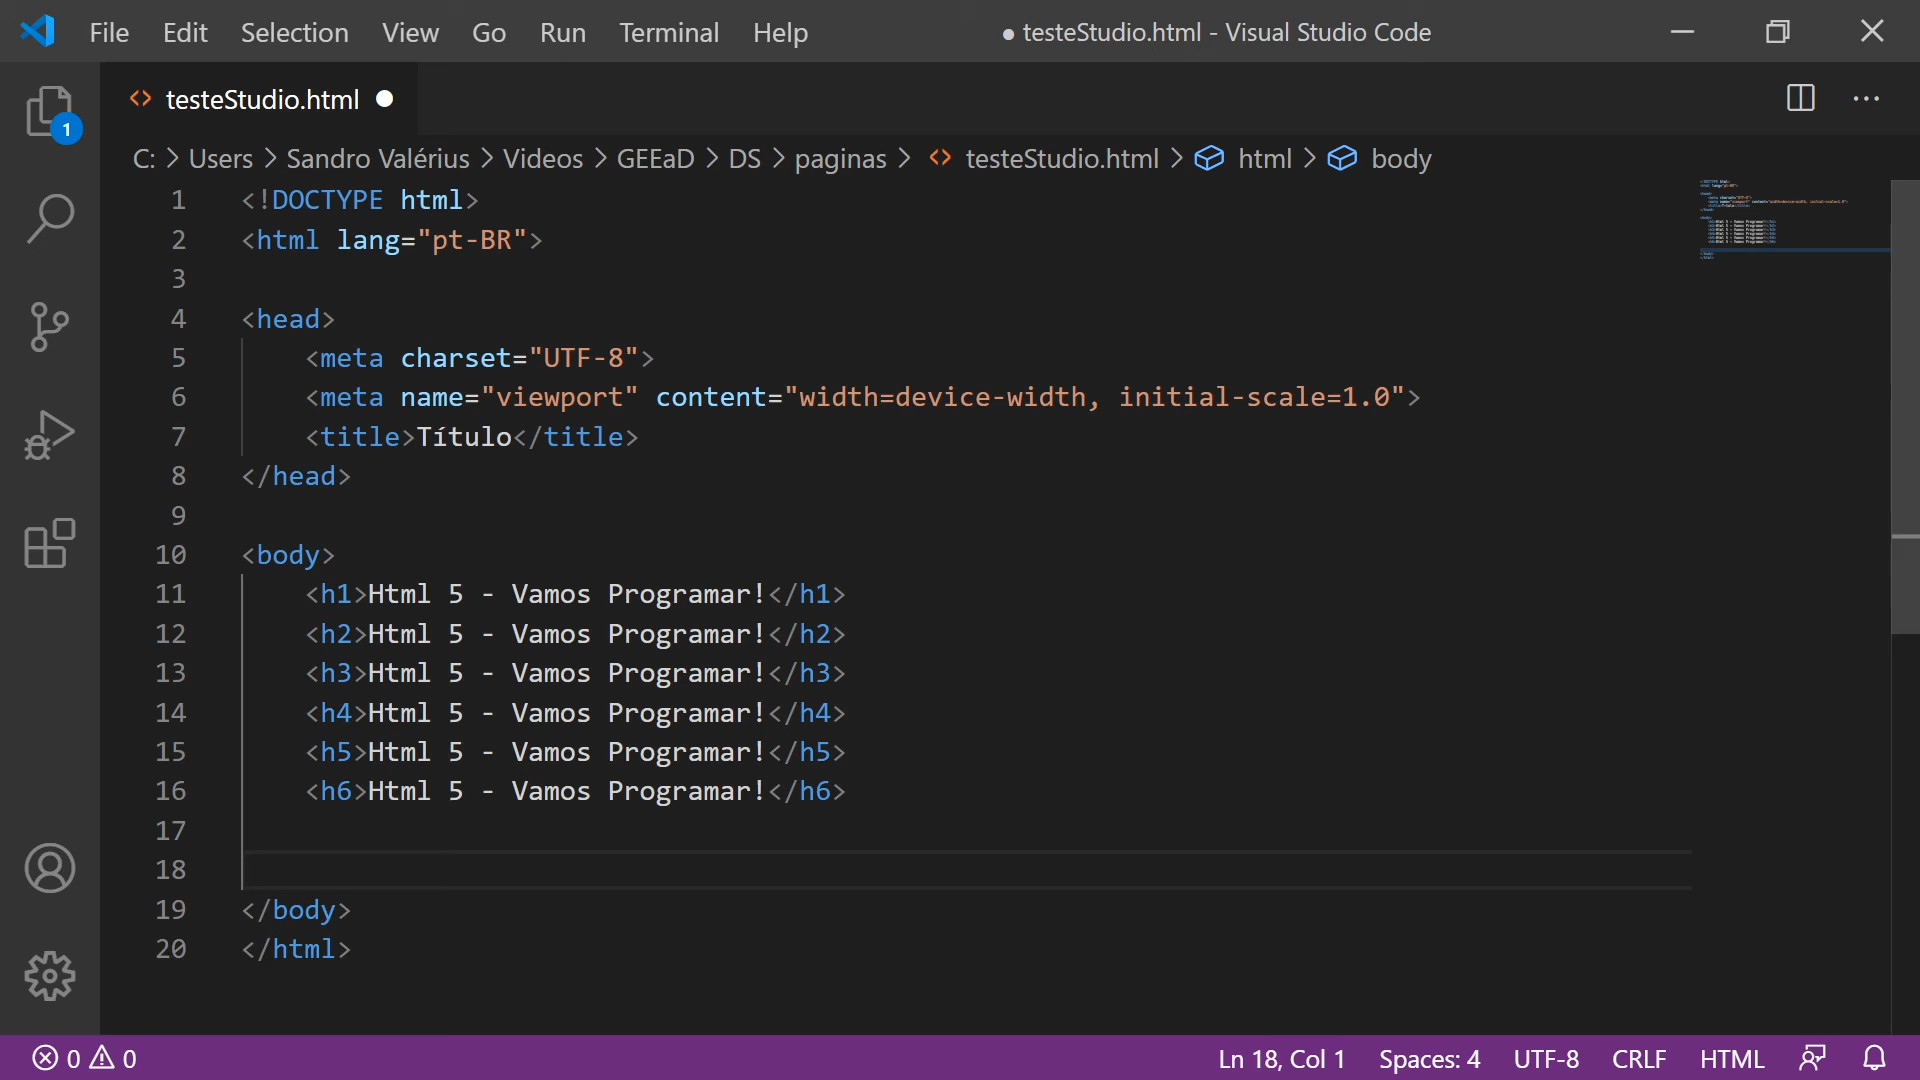 File Edit Selection View Go Run Terminal Help ● testeStudio.html - Visual Studio Code
testeStudio.html
C: > Users > Sandro Valérius > Videos > GEEaD > DS > paginas > testeStudio.html > html > body
1
1 <!DOCTYPE html>
2 <html lang="pt-BR">
3
4 <head>
5     <meta charset="UTF-8">
6     <meta name="viewport" content="width=device-width, initial-scale=1.0">
7     <title>Título</title>
8 </head>
9
10 <body>
11     <h1>Html 5 - Vamos Programar!</h1>
12     <h2>Html 5 - Vamos Programar!</h2>
13     <h3>Html 5 - Vamos Programar!</h3>
14     <h4>Html 5 - Vamos Programar!</h4>
15     <h5>Html 5 - Vamos Programar!</h5>
16     <h6>Html 5 - Vamos Programar!</h6>
17
18
19 </body>
20 </html>
0 0 Ln 18, Col 1 Spaces: 4 UTF-8 CRLF HTML